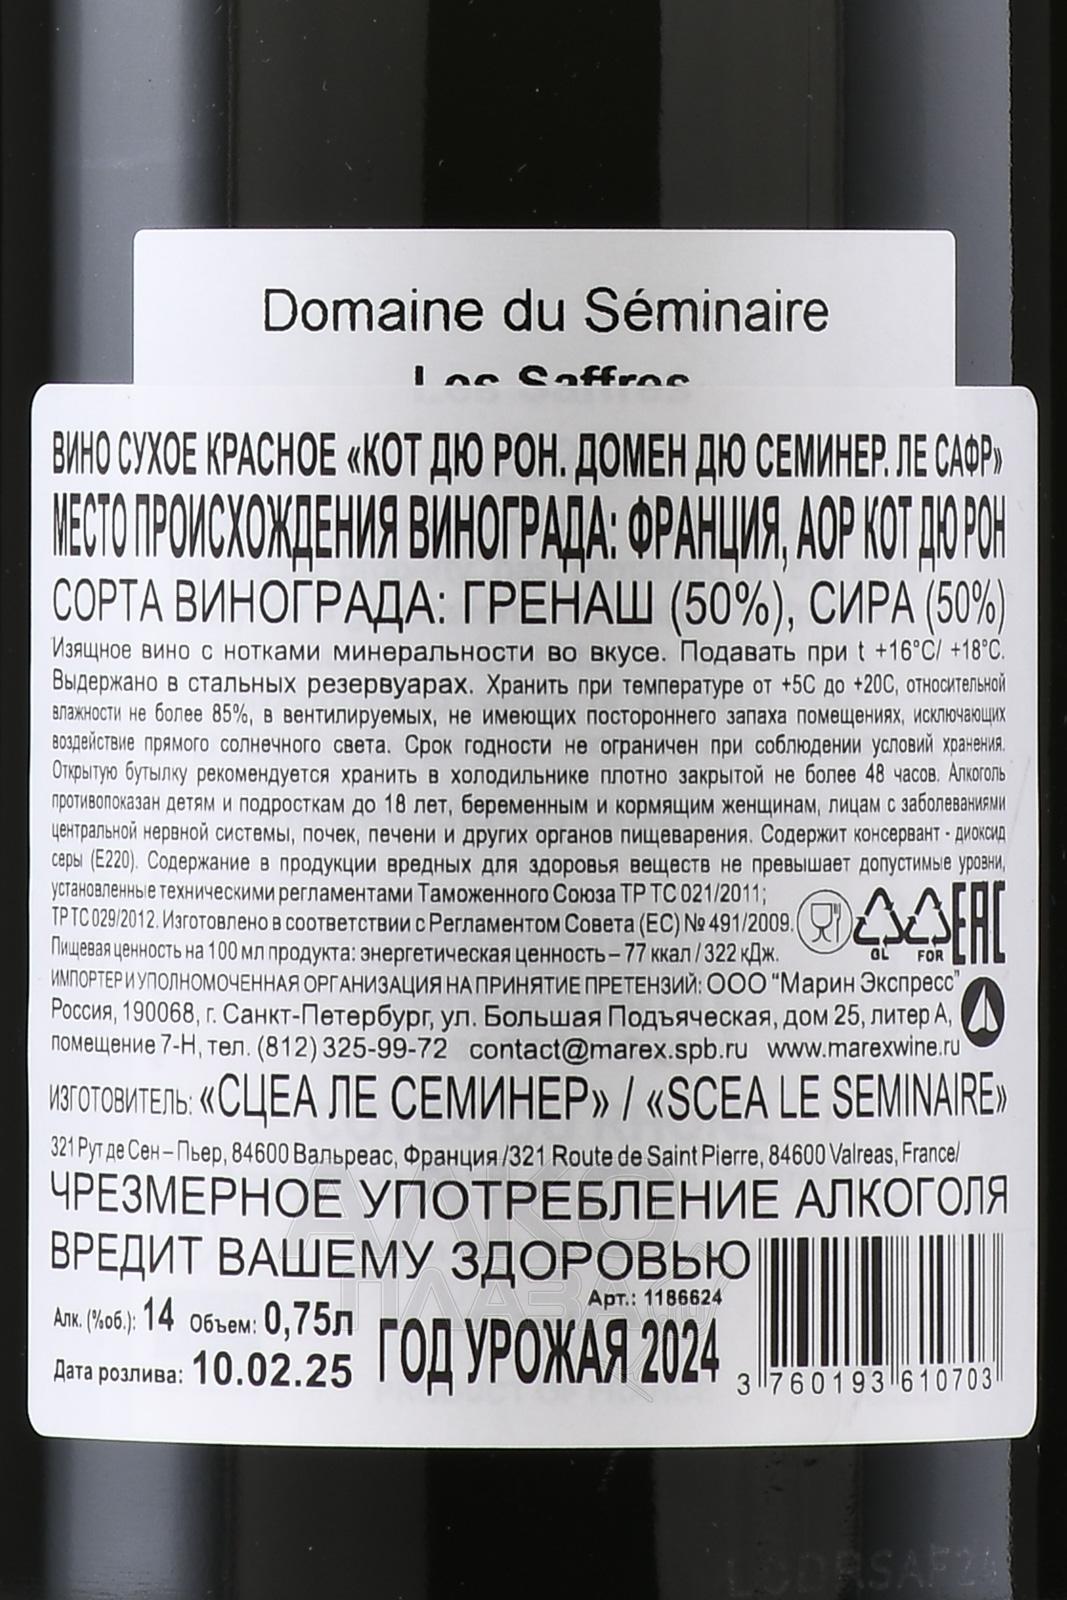 Domaine du Séminaire
Les Saffres
ВИНО СУХОЕ КРАСНОЕ «КОТ ДЮ РОН. ДОМЕН ДЮ СЕМИНЕР. ЛЕ САФР»
МЕСТО ПРОИСХОЖДЕНИЯ ВИНОГРАДА: ФРАНЦИЯ, АОР КОТ ДЮ РОН
СОРТА ВИНОГРАДА: ГРЕНАШ (50%), СИРА (50%)
Изящное вино с нотками минеральности во вкусе. Подавать при t +16°C/ +18°C.
Выдержано в стальных резервуарах. Хранить при температуре от +5С до +20С, относительной
влажности не более 85%, в вентилируемых, не имеющих постороннего запаха помещениях, исключающих
воздействие прямого солнечного света. Срок годности не ограничен при соблюдении условий хранения.
Открытую бутылку рекомендуется хранить в холодильнике плотно закрытой не более 48 часов. Алкоголь
противопоказан детям и подросткам до 18 лет, беременным и кормящим женщинам, лицам с заболеваниями
центральной нервной системы, почек, печени и других органов пищеварения. Содержит консервант - диоксид
серы (Е220). Содержание в продукции вредных для здоровья веществ не превышает допустимые уровни,
установленные техническими регламентами Таможенного Союза ТР ТС 021/2011;
ТР ТС 029/2012. Изготовлено в соответствии с Регламентом Совета (ЕС) № 491/2009.
GL FOR EAC
Пищевая ценность на 100 мл продукта: энергетическая ценность – 77 ккал / 322 кДж.
ИМПОРТЕР И УПОЛНОМОЧЕННАЯ ОРГАНИЗАЦИЯ НА ПРИНЯТИЕ ПРЕТЕНЗИЙ: ООО "Марин Экспресс"
Россия, 190068, г. Санкт-Петербург, ул. Большая Подъяческая, дом 25, литер А,
помещение 7-Н, тел. (812) 325-99-72 contact@marex.spb.ru www.marexwine.ru
ИЗГОТОВИТЕЛЬ: «СЦЕА ЛЕ СЕМИНЕР» / «SCEA LE SEMINAIRE»
321 Рут де Сен – Пьер, 84600 Вальреас, Франция /321 Route de Saint Pierre, 84600 Valreas, France/
ЧРЕЗМЕРНОЕ УПОТРЕБЛЕНИЕ АЛКОГОЛЯ
ВРЕДИТ ВАШЕМУ ЗДОРОВЬЮ
Арт.: 1186624
Алк. (%об.): 14 Объем: 0,75л
ГОД УРОЖАЯ 2024
Дата розлива: 10.02.25
3 760193 610703
АЛКО
ПЛАЗА
LCDRSAF24